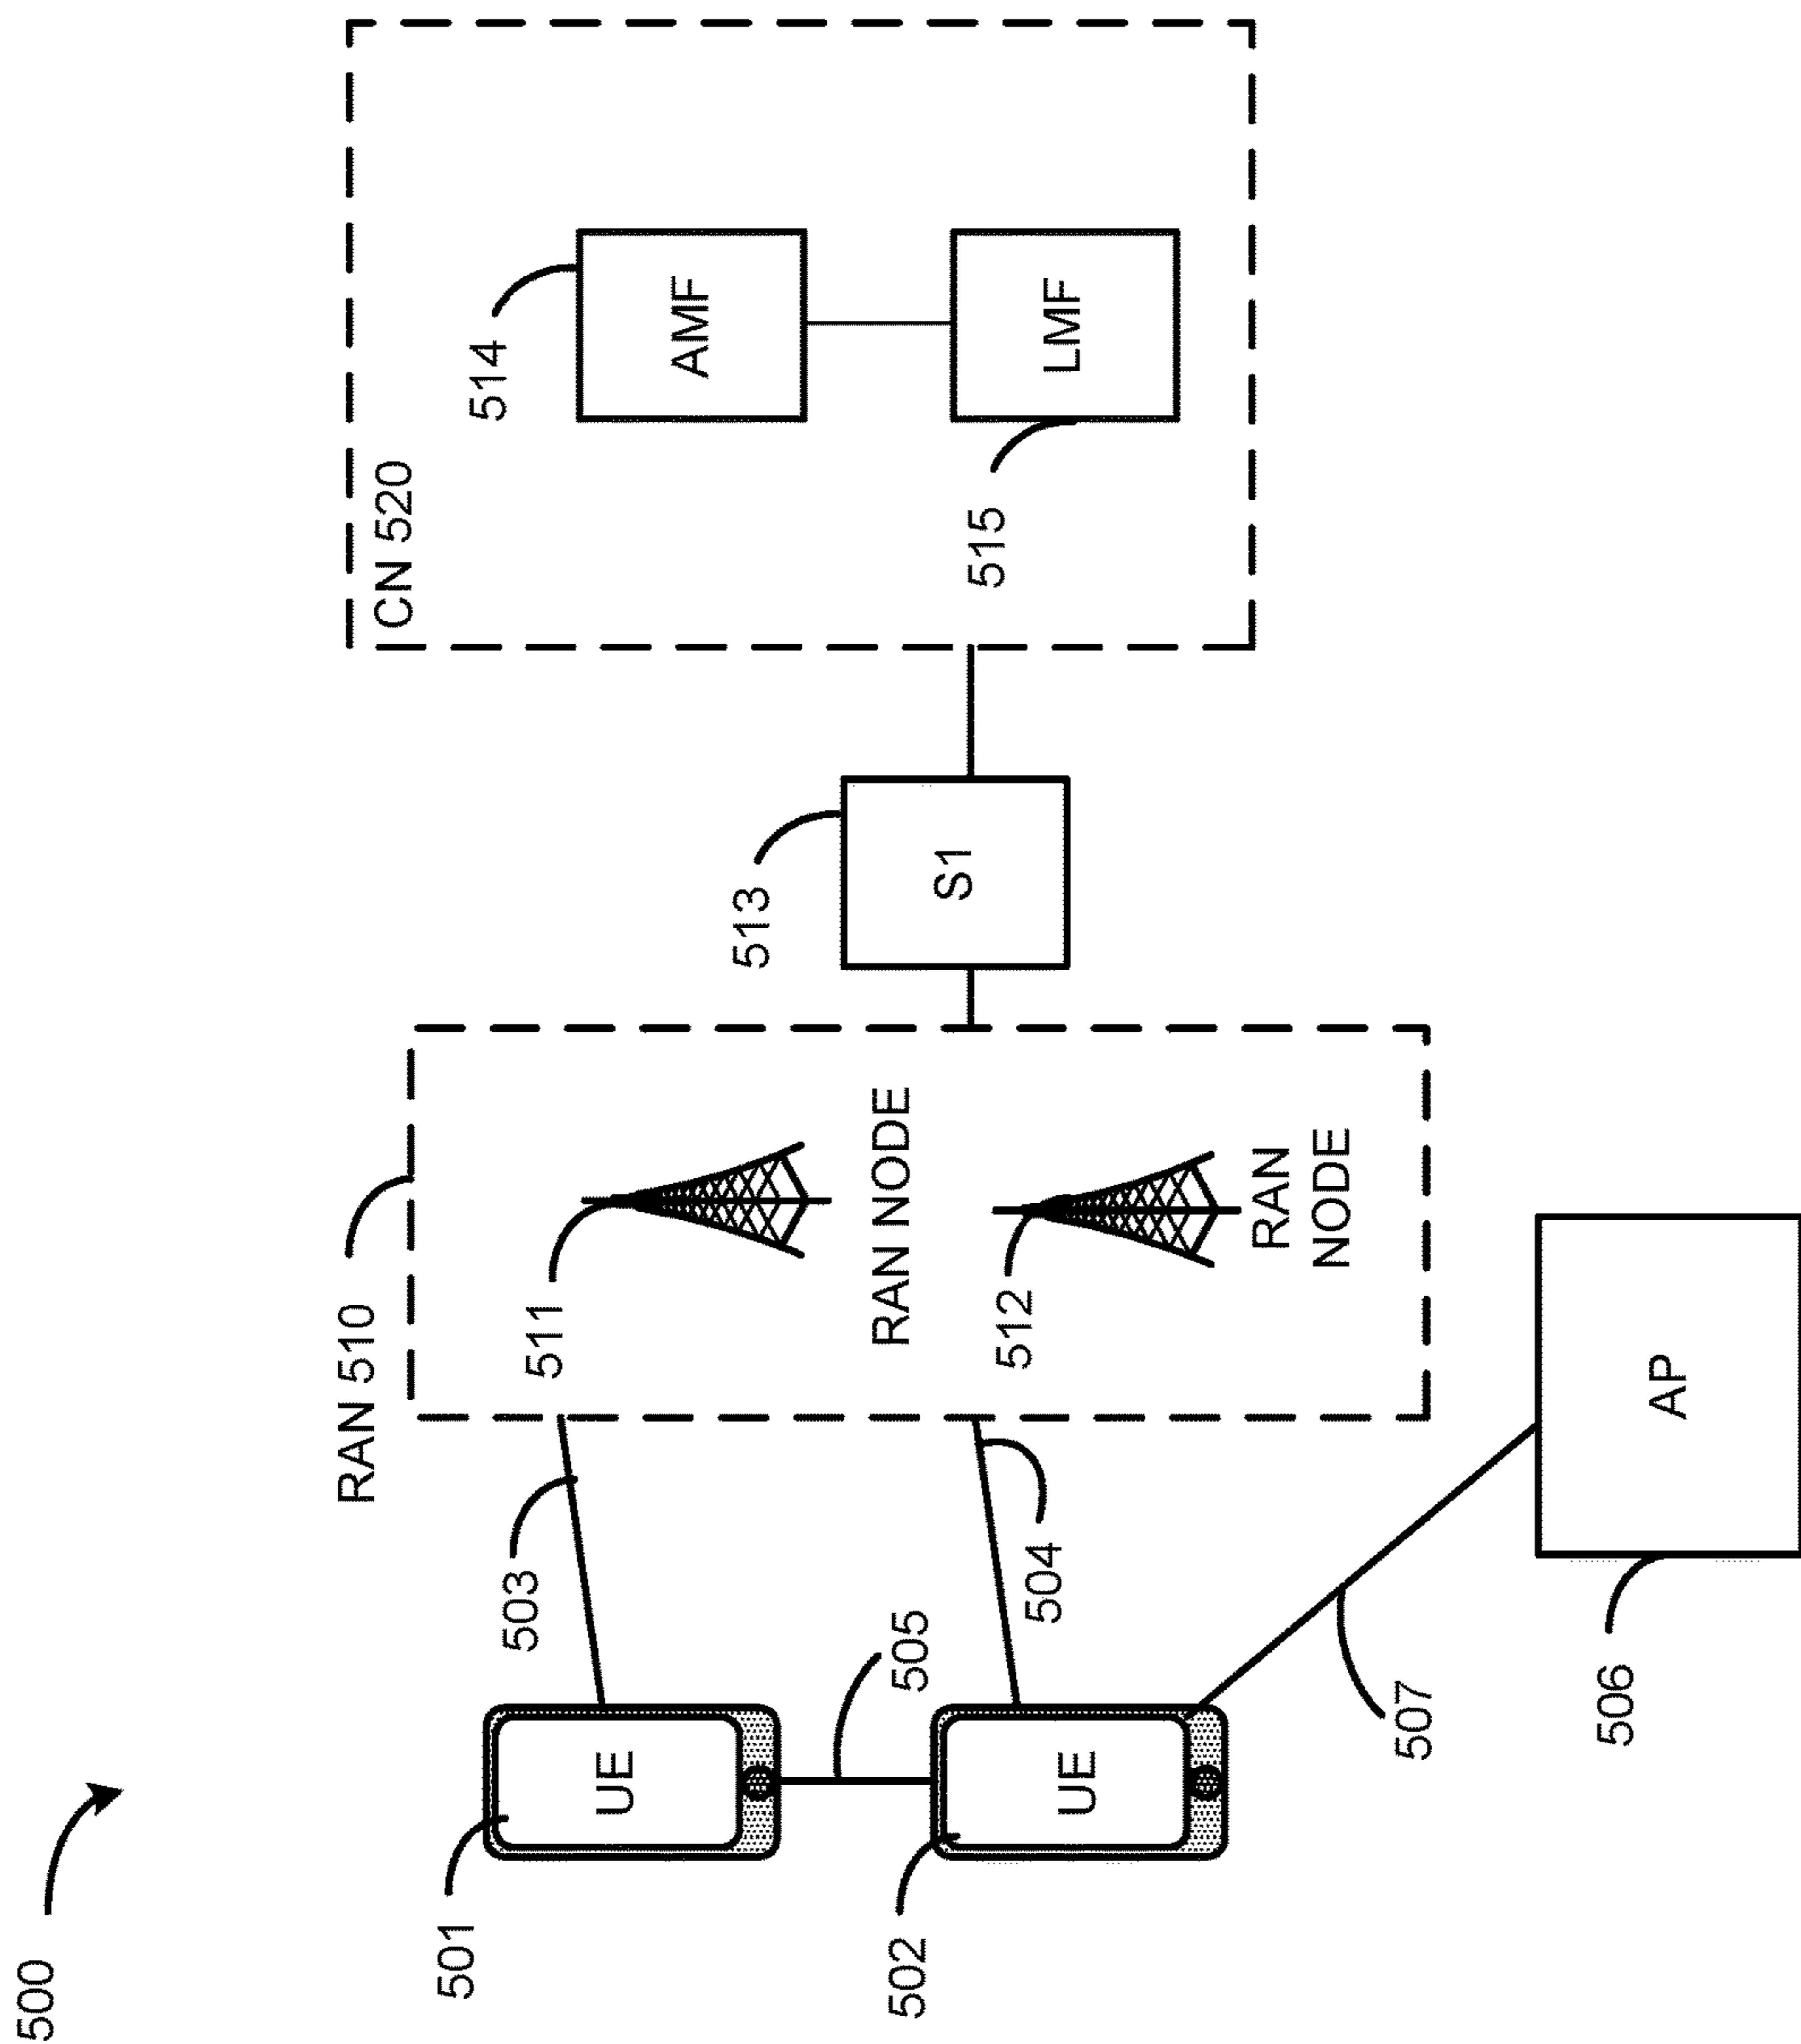 500
501
UE
502
UE
503
504
505
507
506
AP
RAN 510
511
RAN NODE
512
RAN
NODE
513
S1
CN 520
514
AMF
515
LMF